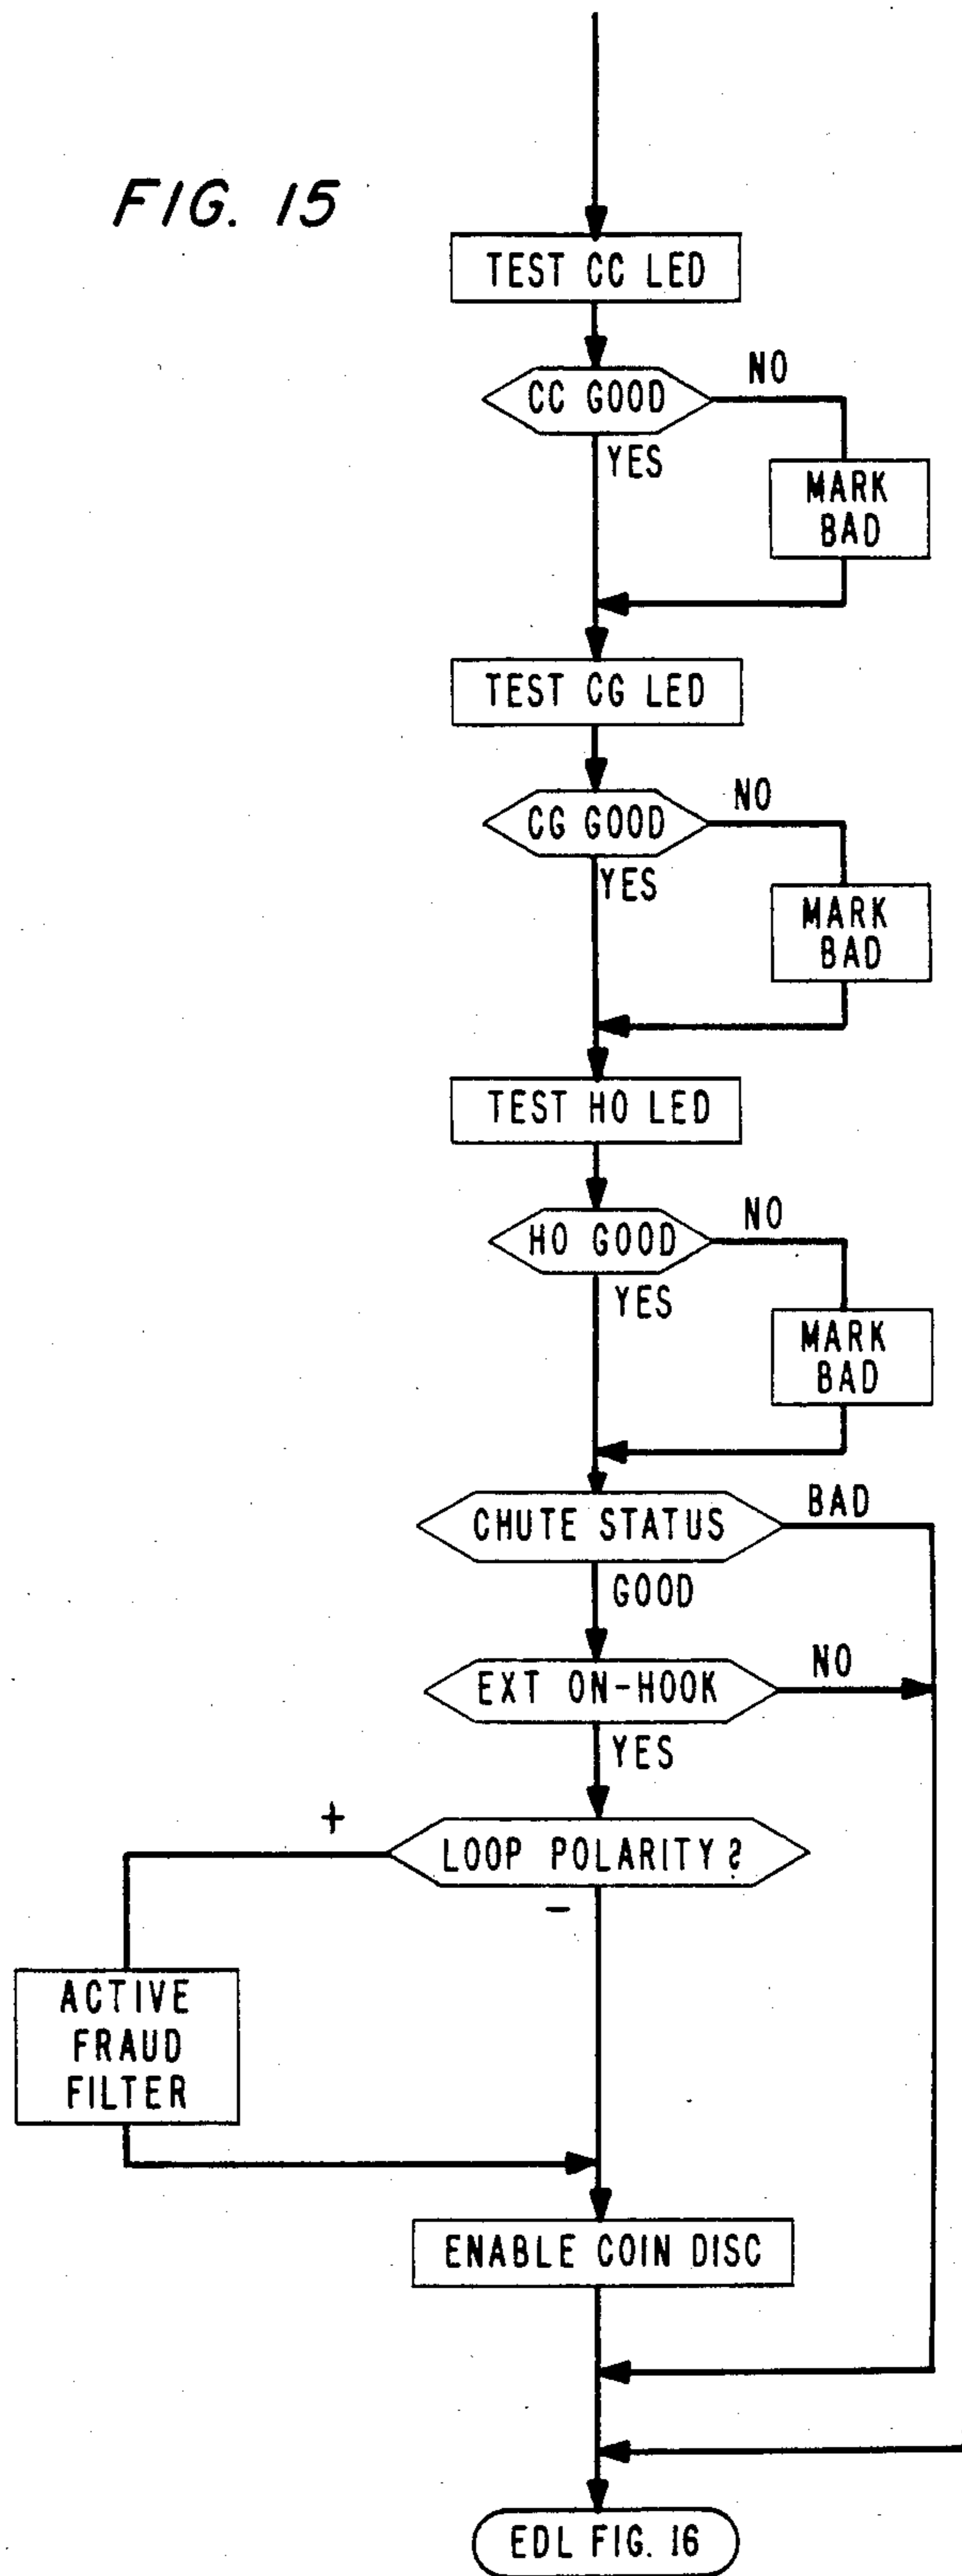 FIG. 15
TEST CC LED
CC GOOD
NO
YES
MARK
BAD
TEST CG LED
CG GOOD
NO
YES
MARK
BAD
TEST HO LED
HO GOOD
NO
YES
MARK
BAD
CHUTE STATUS
BAD
GOOD
EXT ON-HOOK
NO
YES
+
LOOP POLARITY?
-
ACTIVE
FRAUD
FILTER
ENABLE COIN DISC
EDL FIG. 16